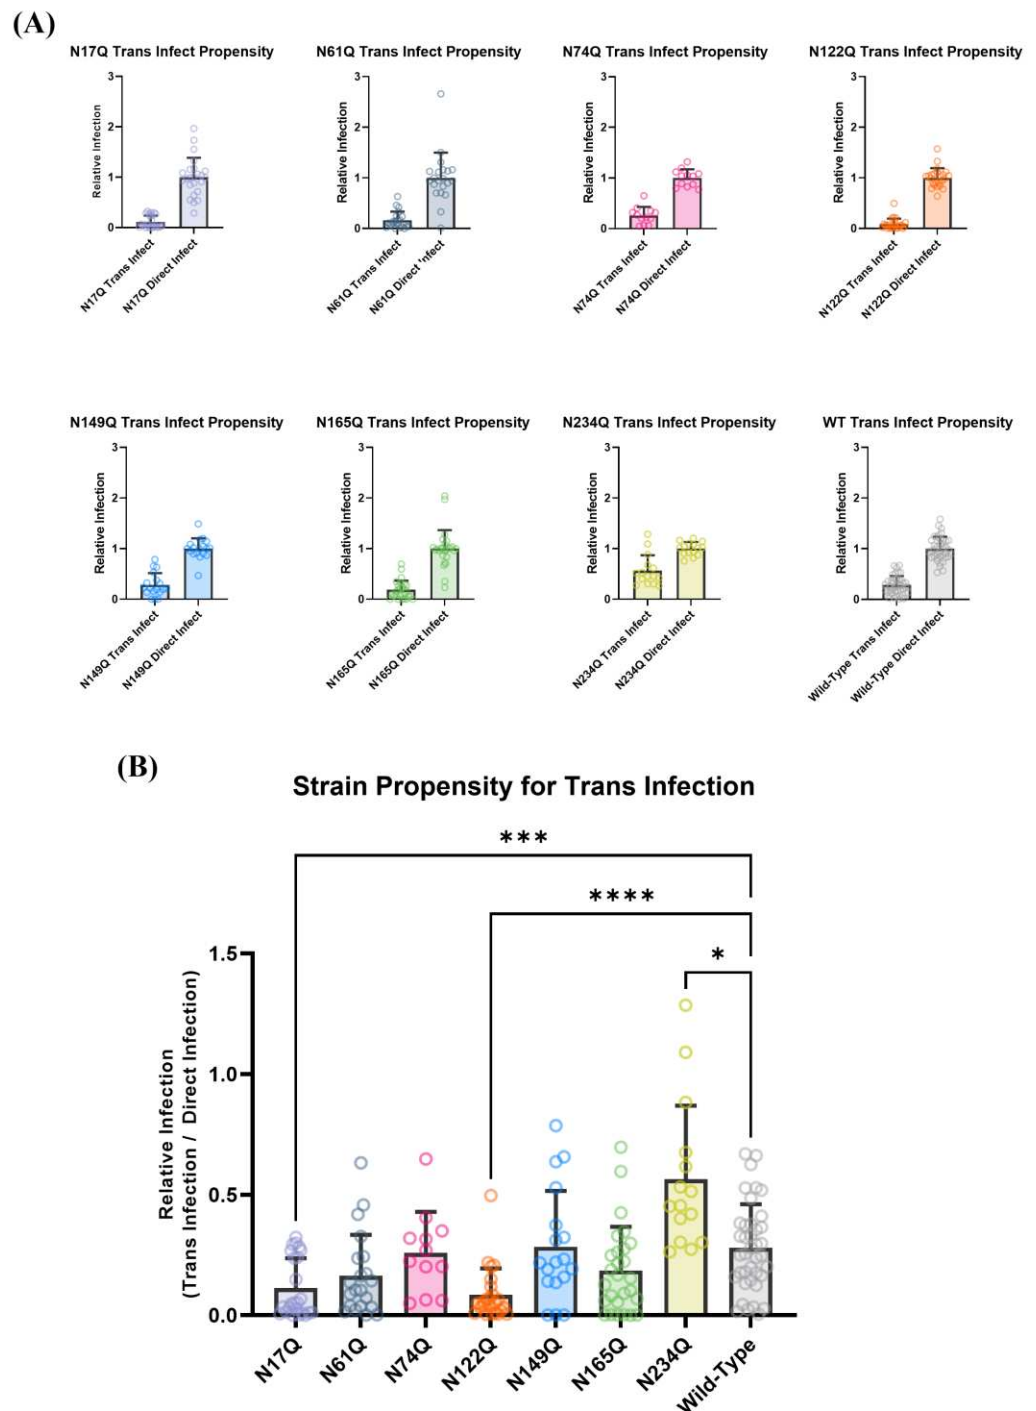 (A)
N17Q Trans Infect Propensity
N61Q Trans Infect Propensity
N74Q Trans Infect Propensity
N122Q Trans Infect Propensity
Relative Infection
3
2
1
0
N17Q Trans Infect
N17Q Direct Infect
Relative Infection
3
2
1
0
N61Q Trans Infect
N61Q Direct 'nfect
Relative Infection
3
2
1
0
N74Q Trans Infect
N74Q Direct Infect
Relative Infection
3
2
1
0
N122Q Trans Infect
N122Q Direct Infect
N149Q Trans Infect Propensity
N165Q Trans Infect Propensity
N234Q Trans Infect Propensity
WT Trans Infect Propensity
Relative Infection
3
2
1
0
N149Q Trans Infect
N149Q Direct Infect
Relative Infection
3
2
1
0
N165Q Trans Infect
N165Q Direct Infect
Relative Infection
3
2
1
0
N234Q Trans Infect
N234Q Direct Infect
Relative Infection
3
2
1
0
Wild-Type Trans Infect
Wild-Type Direct Infect
(B)
Strain Propensity for Trans Infection
***
****
*
Relative Infection
(Trans Infection / Direct Infection)
1.5
1.0
0.5
0.0
N17Q
N61Q
N74Q
N122Q
N149Q
N165Q
N234Q
Wild-Type